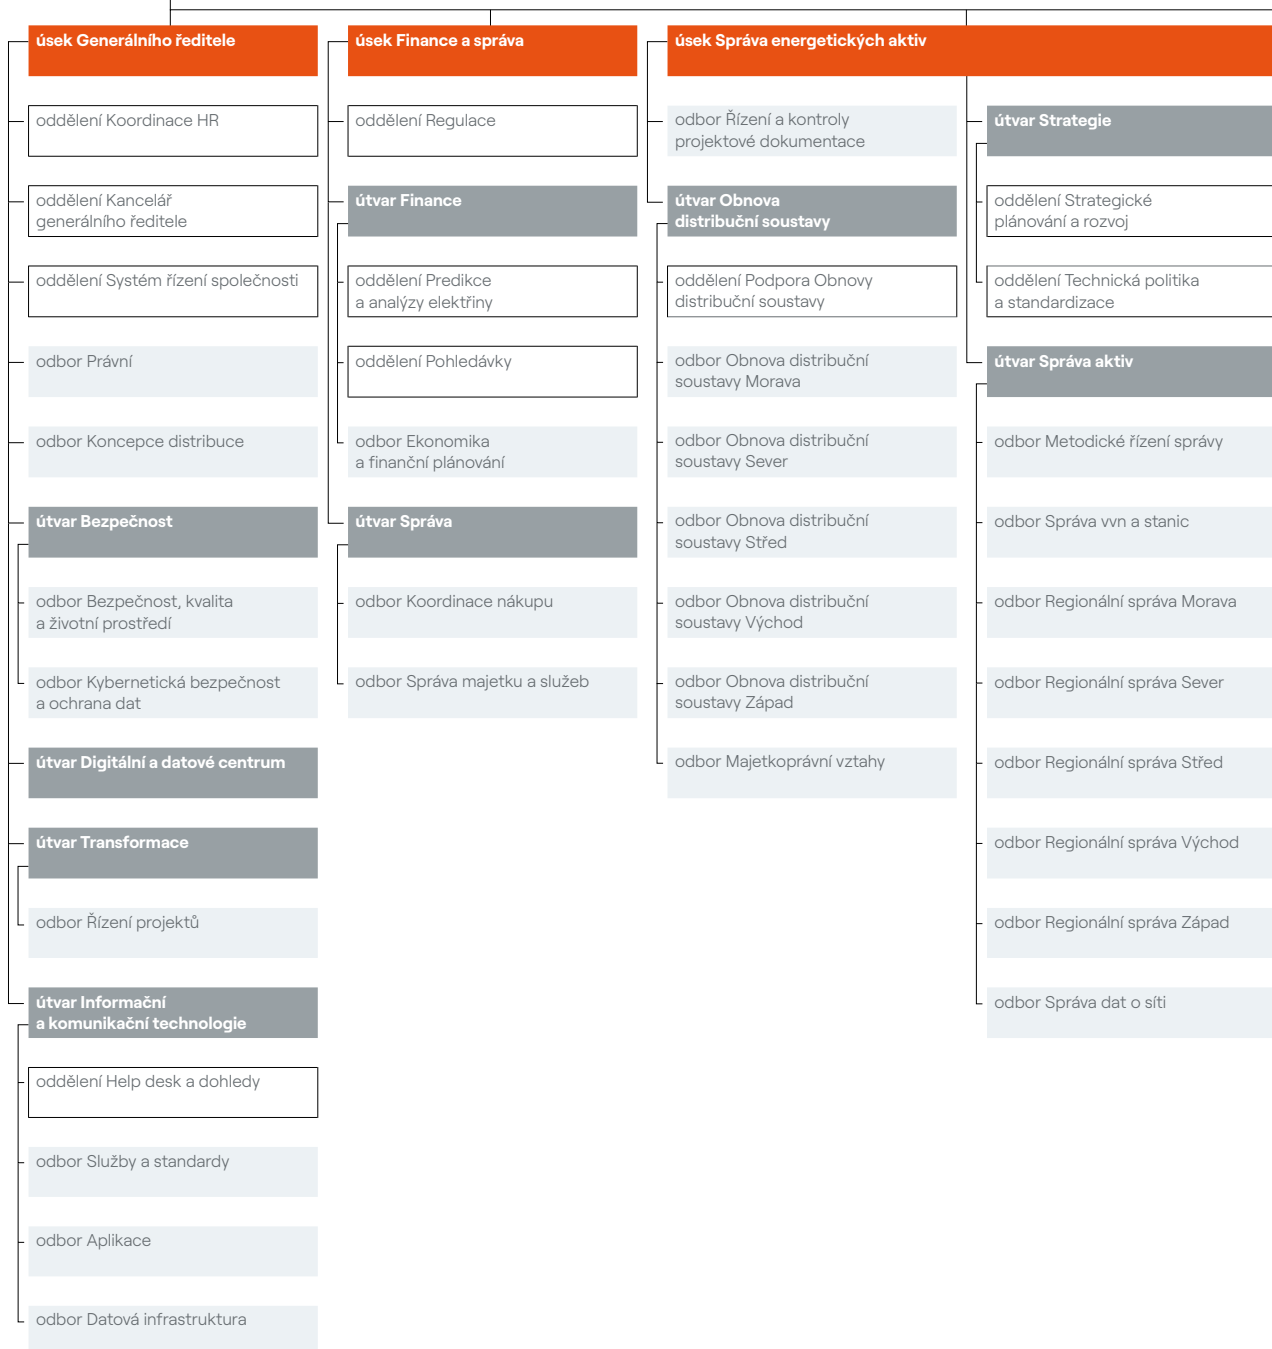 úsek Generálního ředitele
oddělení Koordinace HR
oddělení Kancelář
generálního ředitele
oddělení Systém řízení společnosti
odbor Právní
odbor Koncepce distribuce
útvar Bezpečnost
odbor Bezpečnost, kvalita
a životní prostředí
odbor Kybernetická bezpečnost
a ochrana dat
útvar Digitální a datové centrum
útvar Transformace
odbor Řízení projektů
útvar Informační
a komunikační technologie
oddělení Help desk a dohledy
odbor Služby a standardy
odbor Aplikace
odbor Datová infrastruktura
úsek Finance a správa
oddělení Regulace
útvar Finance
oddělení Predikce
a analýzy elektřiny
oddělení Pohledávky
odbor Ekonomika
a finanční plánování
útvar Správa
odbor Koordinace nákupu
odbor Správa majetku a služeb
úsek Správa energetických aktiv
odbor Řízení a kontroly
projektové dokumentace
útvar Obnova
distribuční soustavy
oddělení Podpora Obnovy
distribuční soustavy
odbor Obnova distribuční
soustavy Morava
odbor Obnova distribuční
soustavy Sever
odbor Obnova distribuční
soustavy Střed
odbor Obnova distribuční
soustavy Východ
odbor Obnova distribuční
soustavy Západ
odbor Majetkoprávní vztahy
útvar Strategie
oddělení Strategické
plánování a rozvoj
oddělení Technická politika
a standardizace
útvar Správa aktiv
odbor Metodické řízení správy
odbor Správa vvn a stanic
odbor Regionální správa Morava
odbor Regionální správa Sever
odbor Regionální správa Střed
odbor Regionální správa Východ
odbor Regionální správa Západ
odbor Správa dat o síti